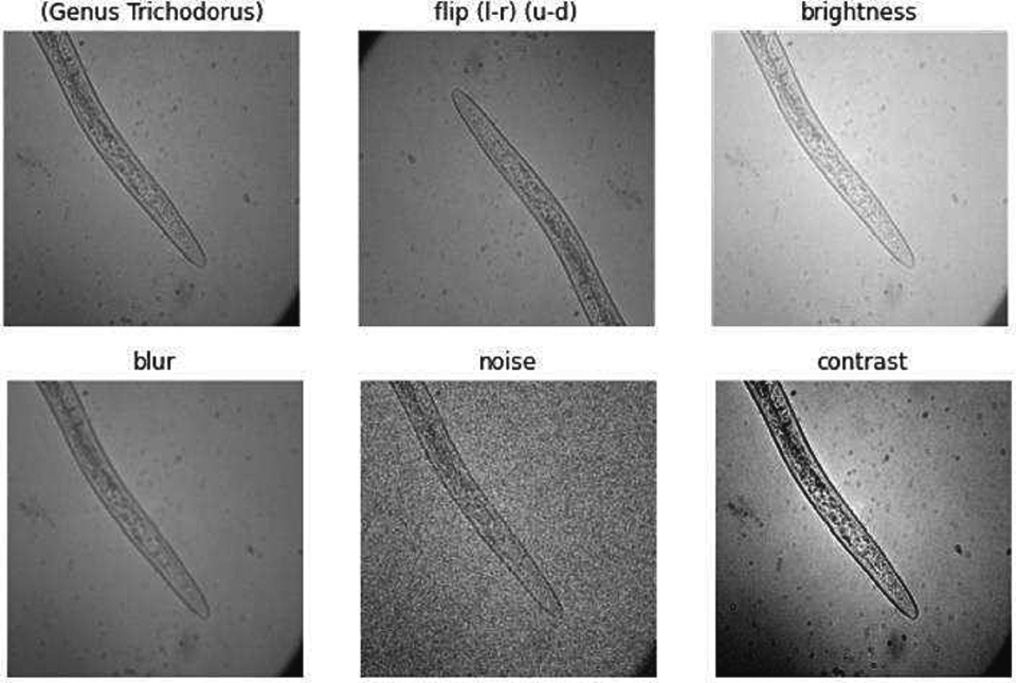 (Genus Trichodorus)
flip (l-r) (u-d)
brightness
blur
noise
contrast